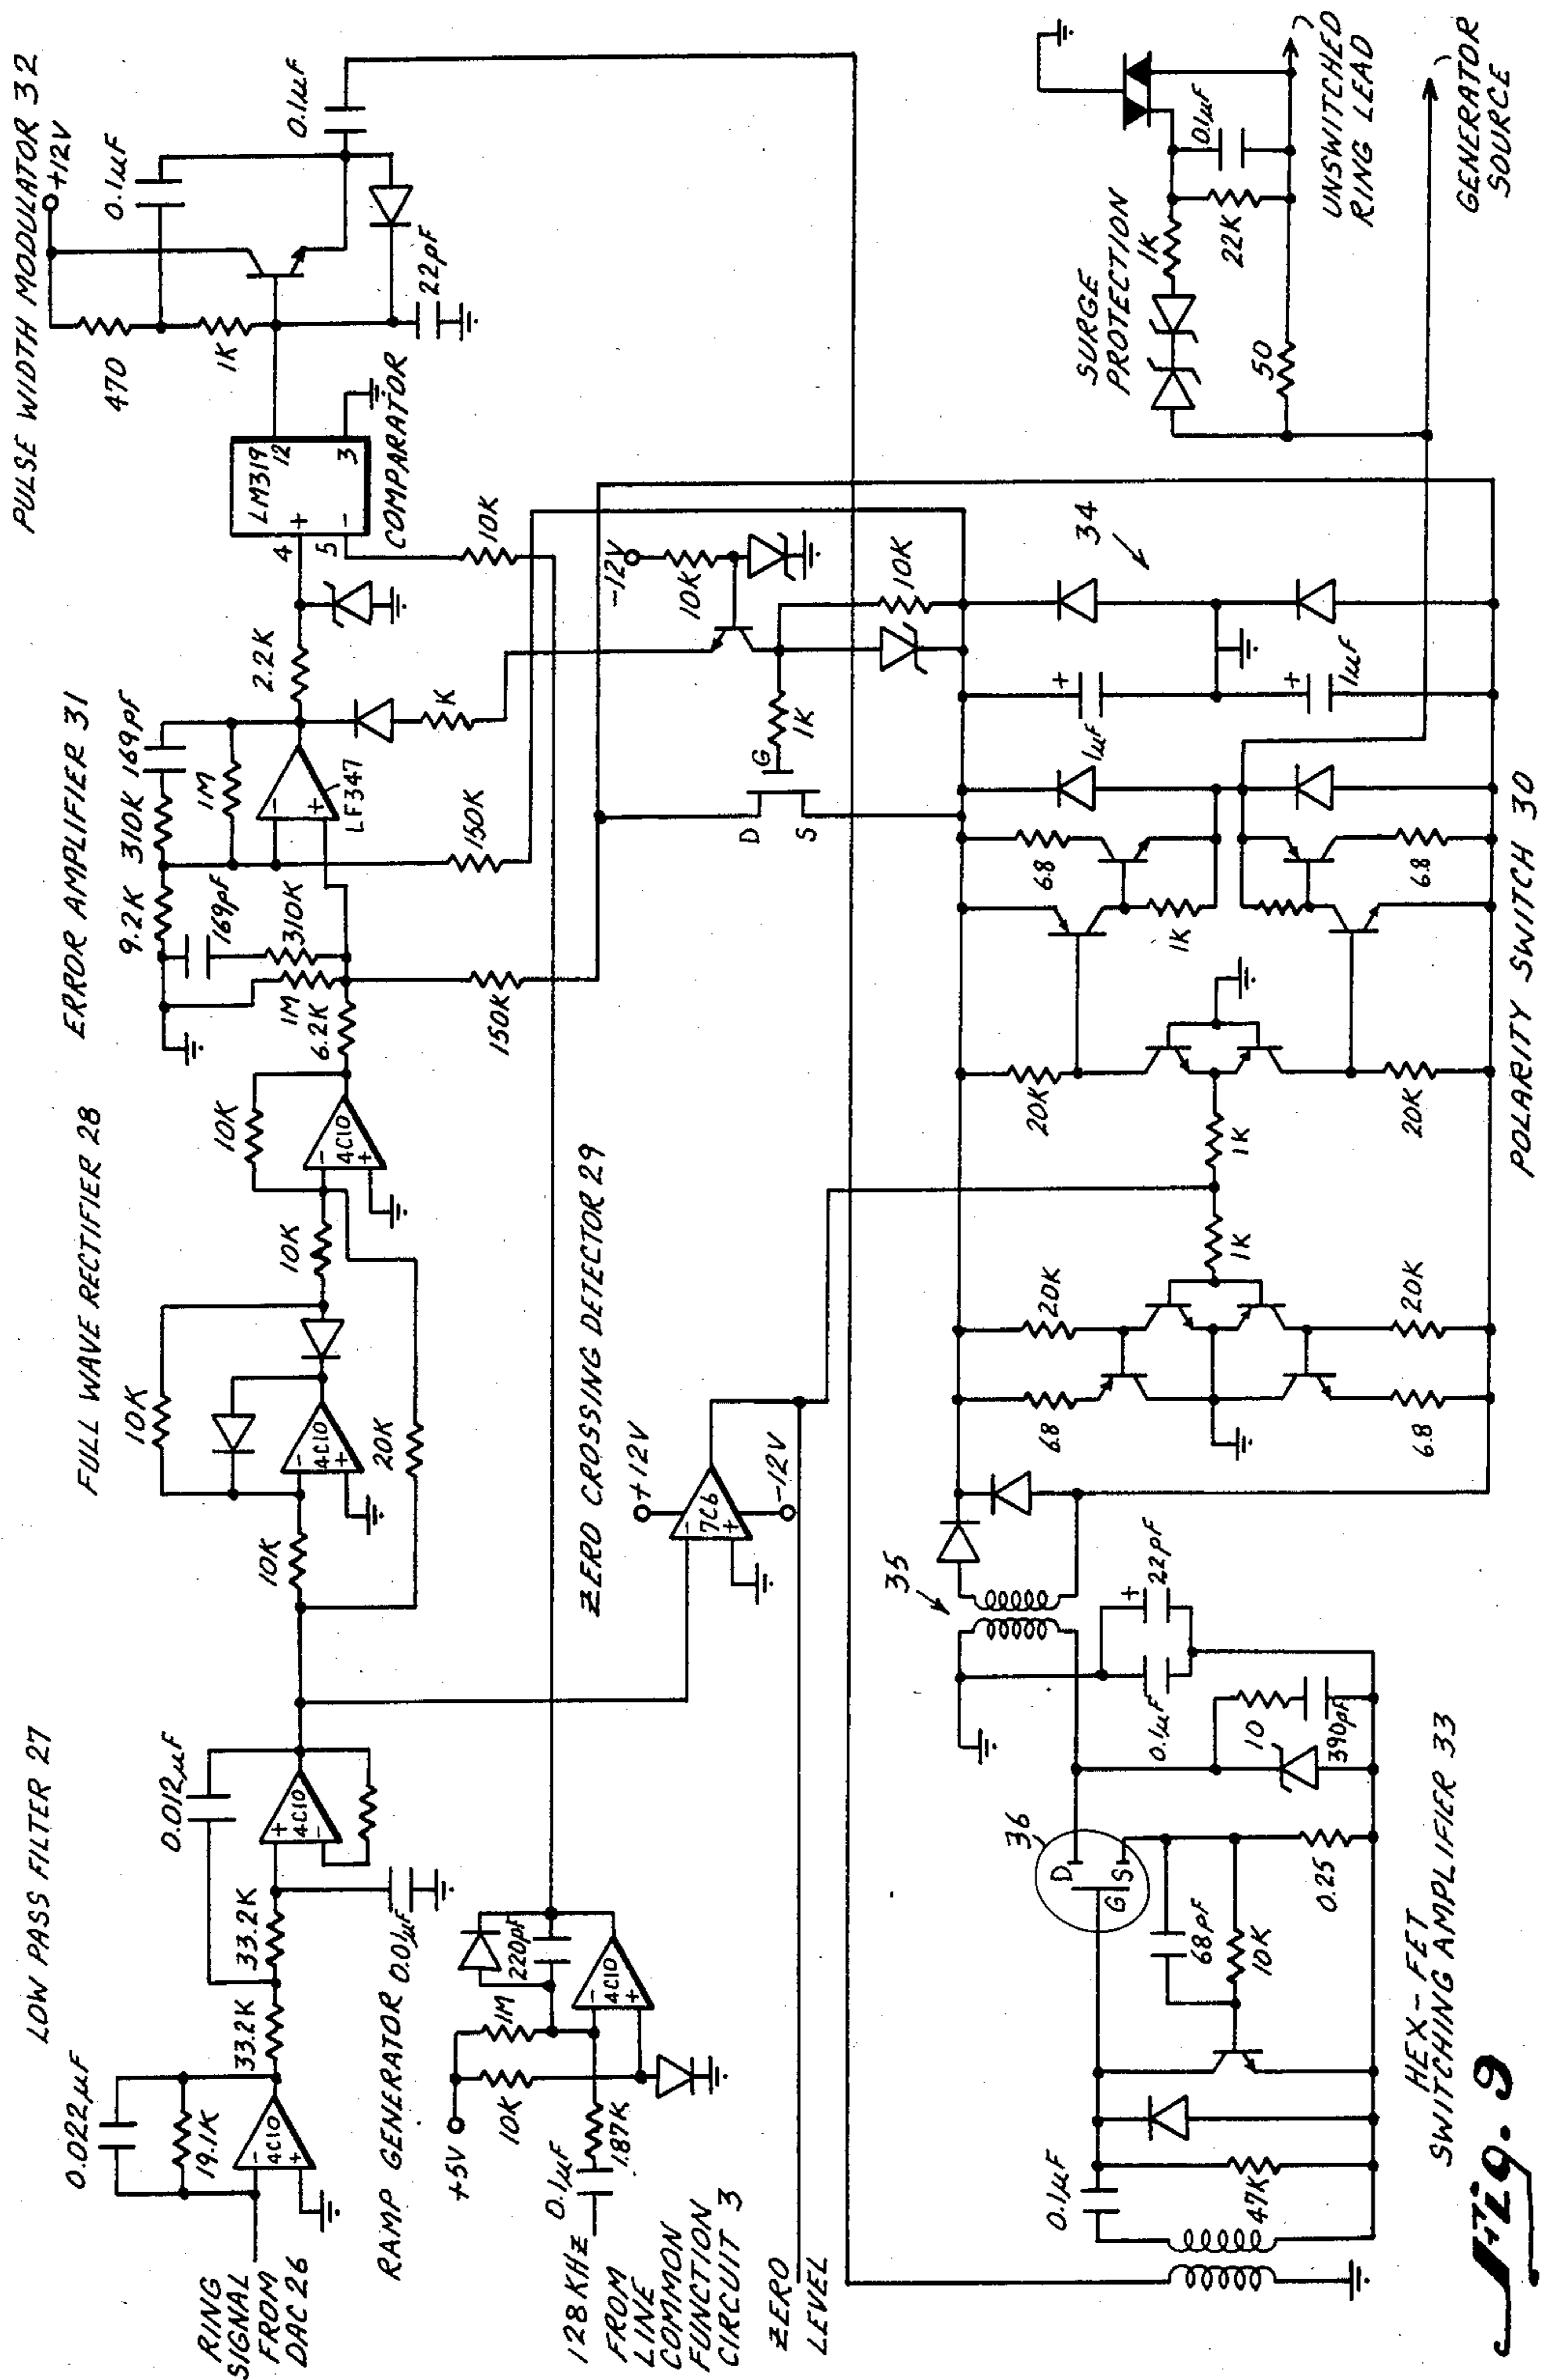 LOW PASS FILTER 27
0.022µF
19.1K
4C10
-
+
RING
SIGNAL
FROM
DAC 26
33.2K
33.2K
0.012µF
4C10
+
-
0.01µF
FULL WAVE RECTIFIER 28
10K
10K
4C10
-
+
20K
10K
10K
4C10
-
+
ERROR AMPLIFIER 31
6.2K
1M
310K
169pF
9.2K
310K
169pF
1M
-
+
LF347
150K
150K
2.2K
K
PULSE WIDTH MODULATOR 32
4
+
5
-
LM319
12
3
COMPARATOR
10K
470
1K
+12V
0.1µF
22pF
0.1µF
RAMP GENERATOR
+5V
10K
1M
220pF
4C10
-
+
0.1µF
1.87K
128KHz
FROM
LINE
COMMON
FUNCTION
CIRCUIT 3
ZERO
LEVEL
ZERO CROSSING DETECTOR 29
+12V
7C6
-
+
-12V
-12V
10K
10K
1K
G
D
S
34
SURGE
PROTECTION
1K
22K
0.1µF
50
UNSWITCHED
RING LEAD
GENERATOR
SOURCE
35
0.1µF
+
22pF
36
D
G
S
0.1µF
47K
68pF
10K
0.25
10
390pF
HEX-FET
SWITCHING AMPLIFIER 33
6.8
20K
6.8
20K
1K
1K
20K
20K
1K
6.8
6.8
1µF
+
1µF
+
POLARITY SWITCH 30
Fig. 9